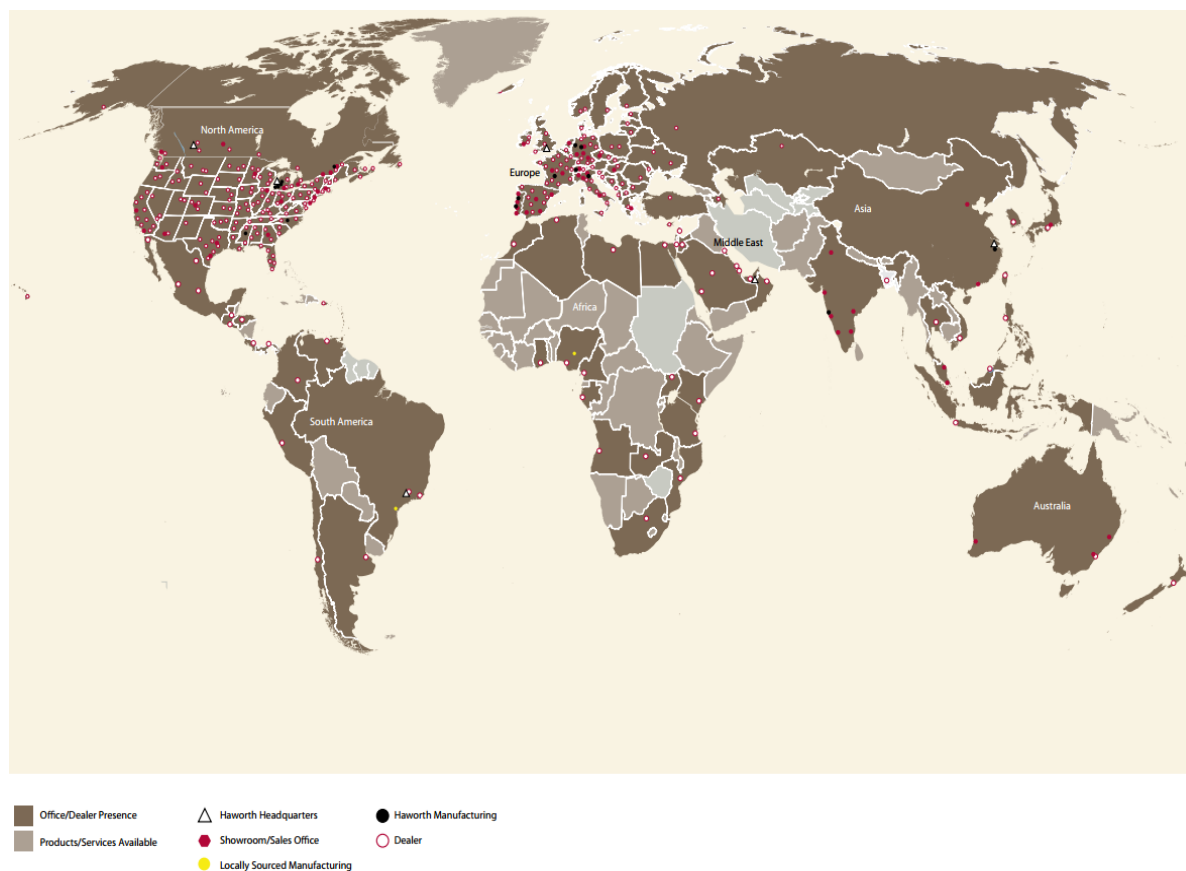 North America
Europe
Asia
Middle East
Africa
South America
Australia
Office/Dealer Presence
Haworth Headquarters
Haworth Manufacturing
Products/Services Available
Showroom/Sales Office
Dealer
Locally Sourced Manufacturing